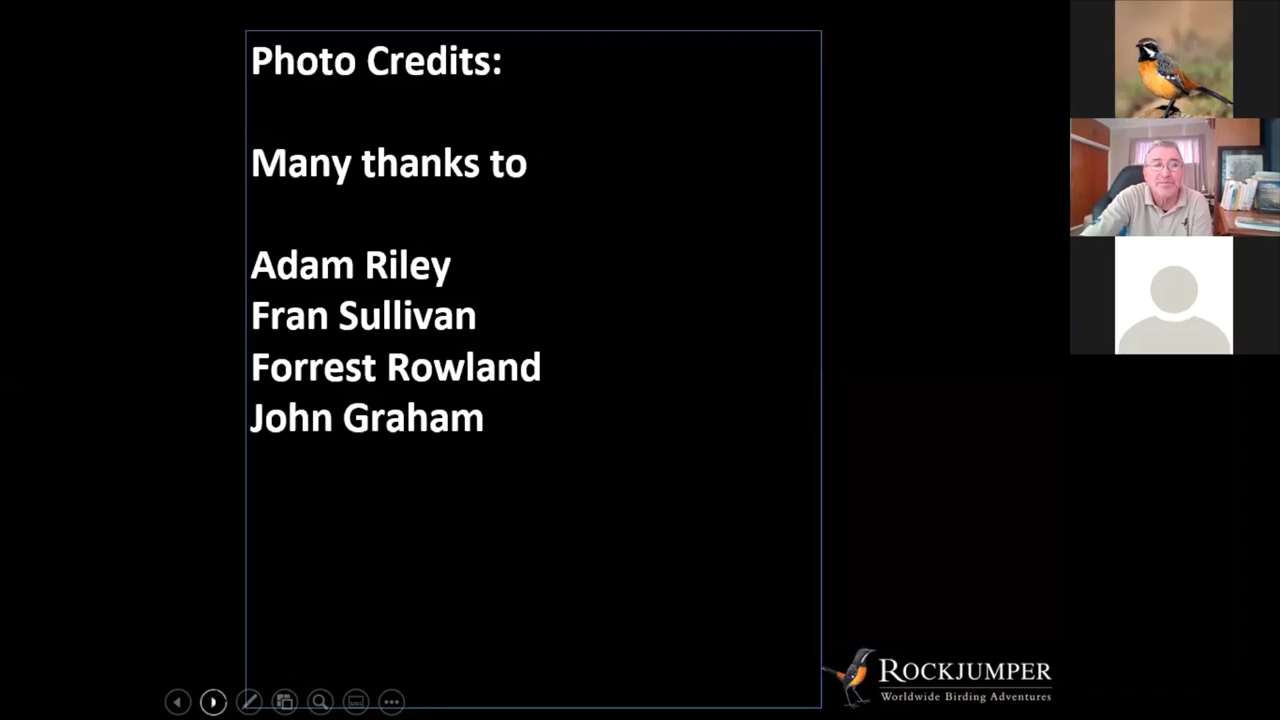 Photo Credits:
Many thanks to
Adam Riley
Fran Sullivan
Forrest Rowland
John Graham
ROCKJUMPER
Worldwide Birding Adventures